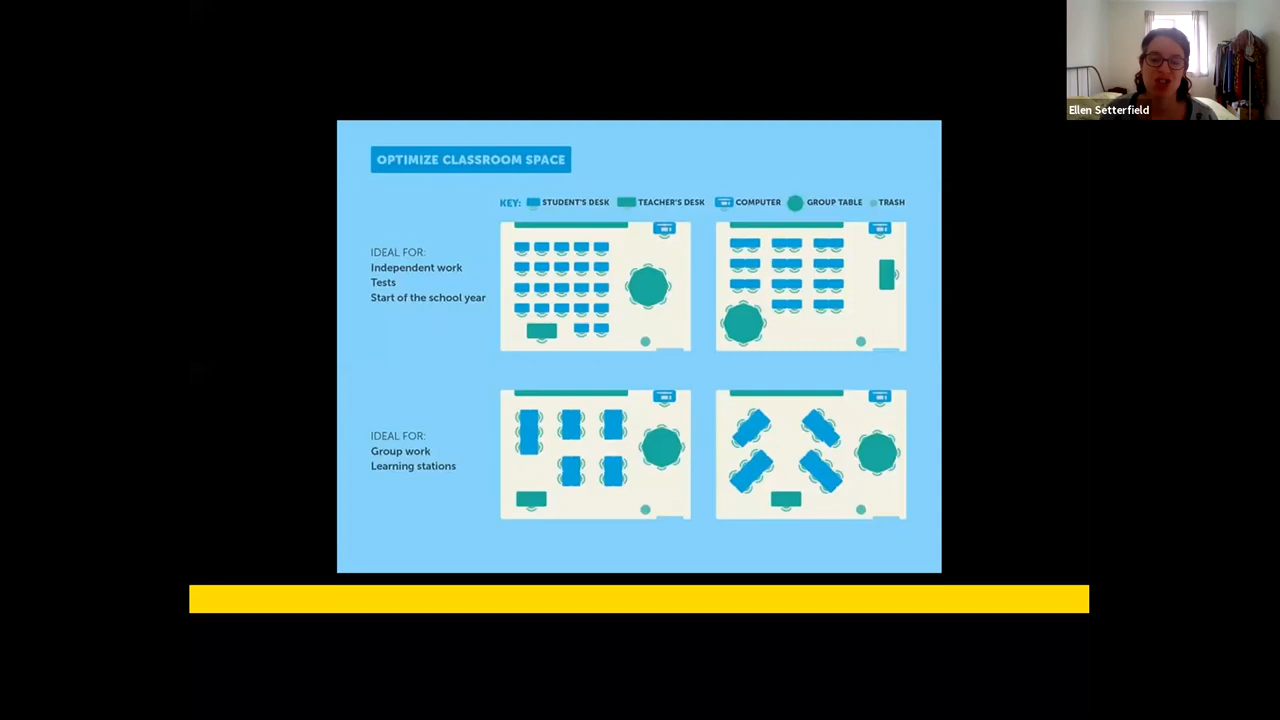 Ellen Setterfield
OPTIMIZE CLASSROOM SPACE
KEY: STUDENT'S DESK TEACHER'S DESK COMPUTER GROUP TABLE TRASH
IDEAL FOR:
Independent work
Tests
Start of the school year
IDEAL FOR:
Group work
Learning stations